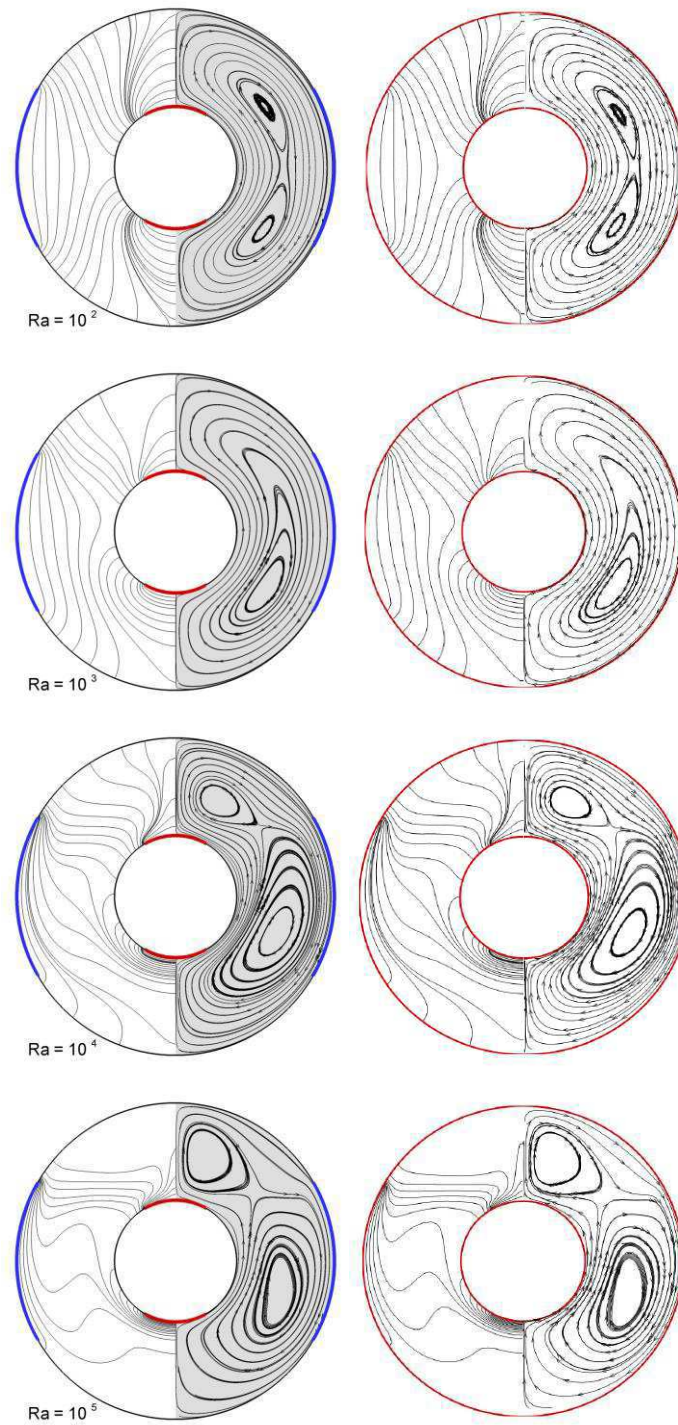 Ra = 10 ²
Ra = 10 ³
Ra = 10 ⁴
Ra = 10 ⁵